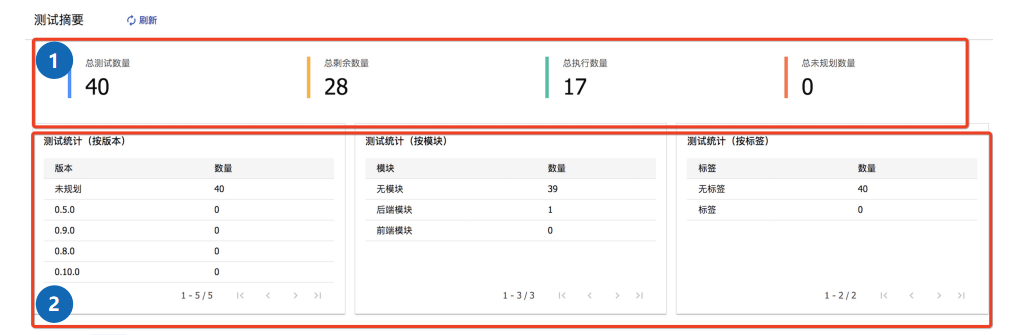 测试摘要 刷新
1
总测试数量 总剩余数量 总执行数量 总未规划数量
40 28 17 0
测试统计（按版本） 测试统计（按模块） 测试统计（按标签）
版本 数量 模块 数量 标签 数量
未规划 40 无模块 39 无标签 40
0.5.0 0 后端模块 1 标签 0
0.9.0 0 前端模块 0
0.8.0 0
0.10.0 0
1 - 5 / 5 1 - 3 / 3 1 - 2 / 2
2